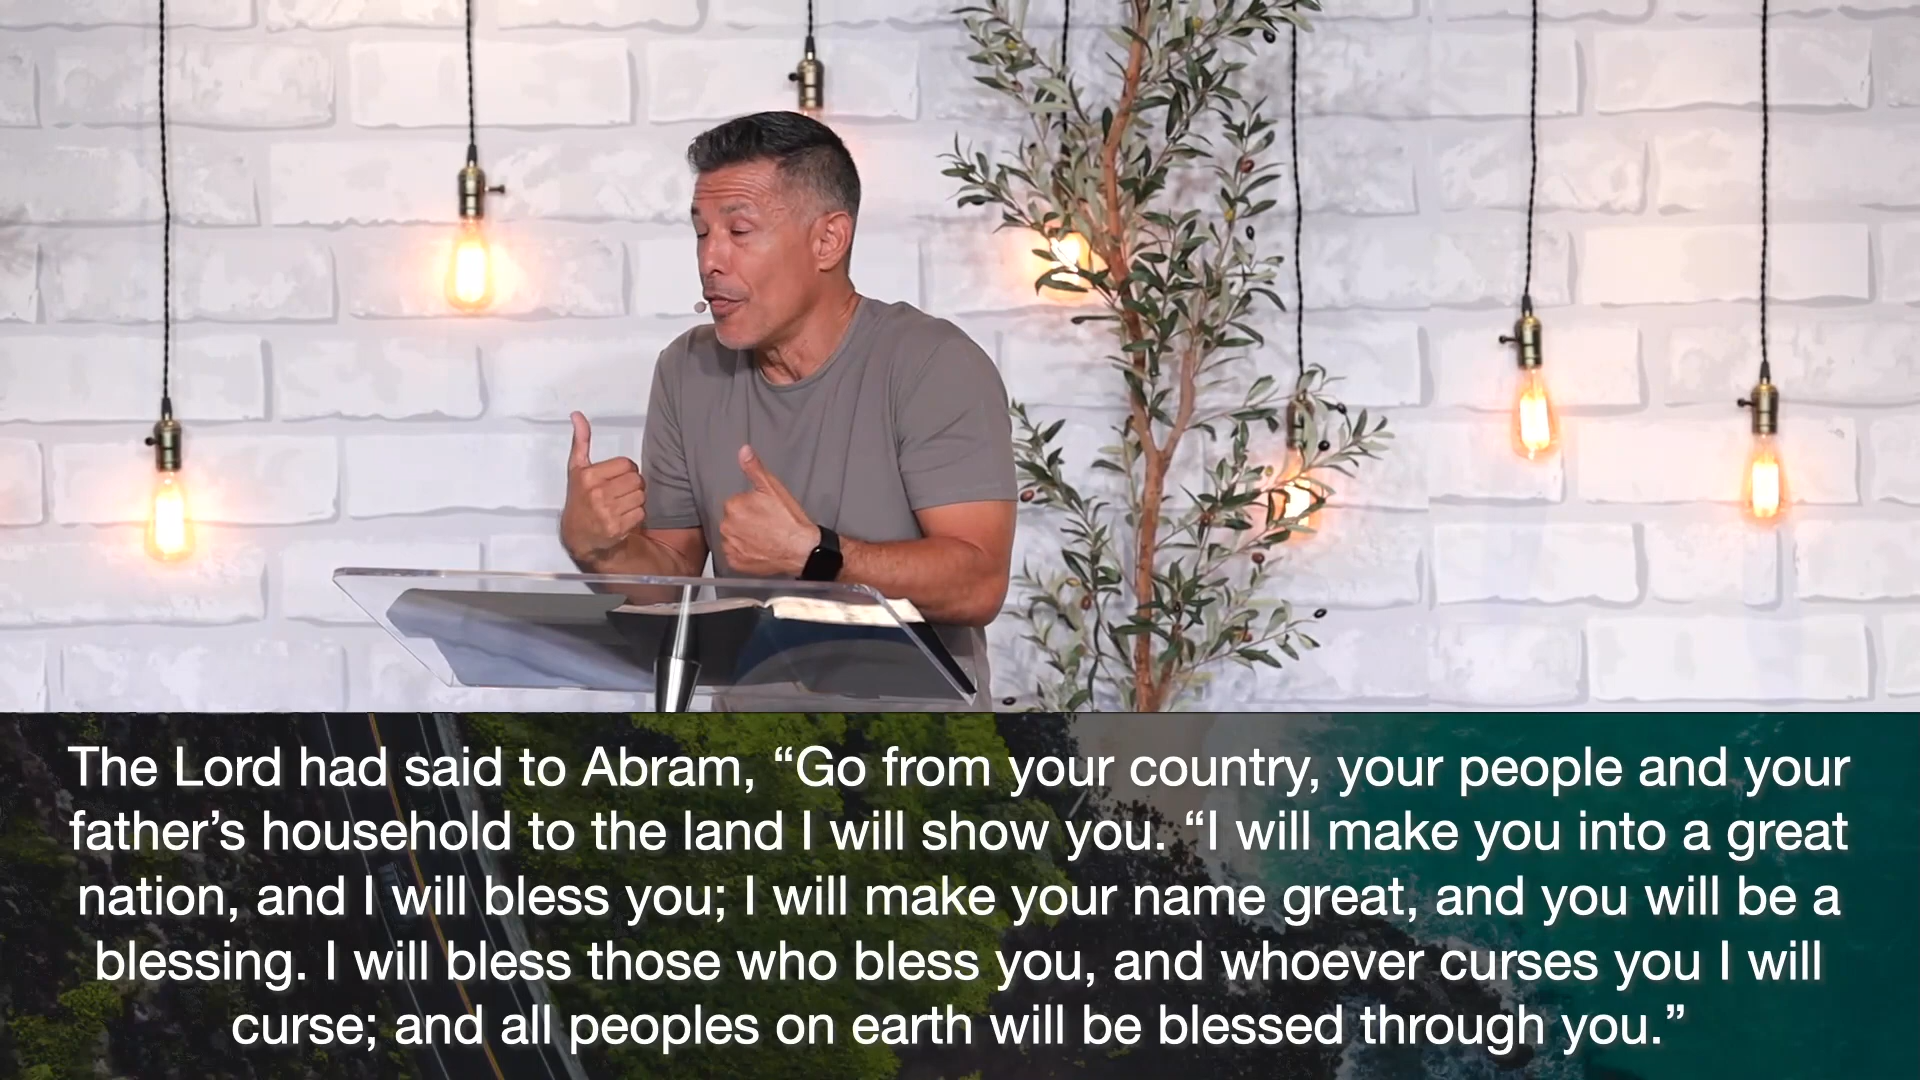 The Lord had said to Abram, “Go from your country, your people and your
father’s household to the land I will show you. “I will make you into a great
nation, and I will bless you; I will make your name great, and you will be a
blessing. I will bless those who bless you, and whoever curses you I will
curse; and all peoples on earth will be blessed through you.”